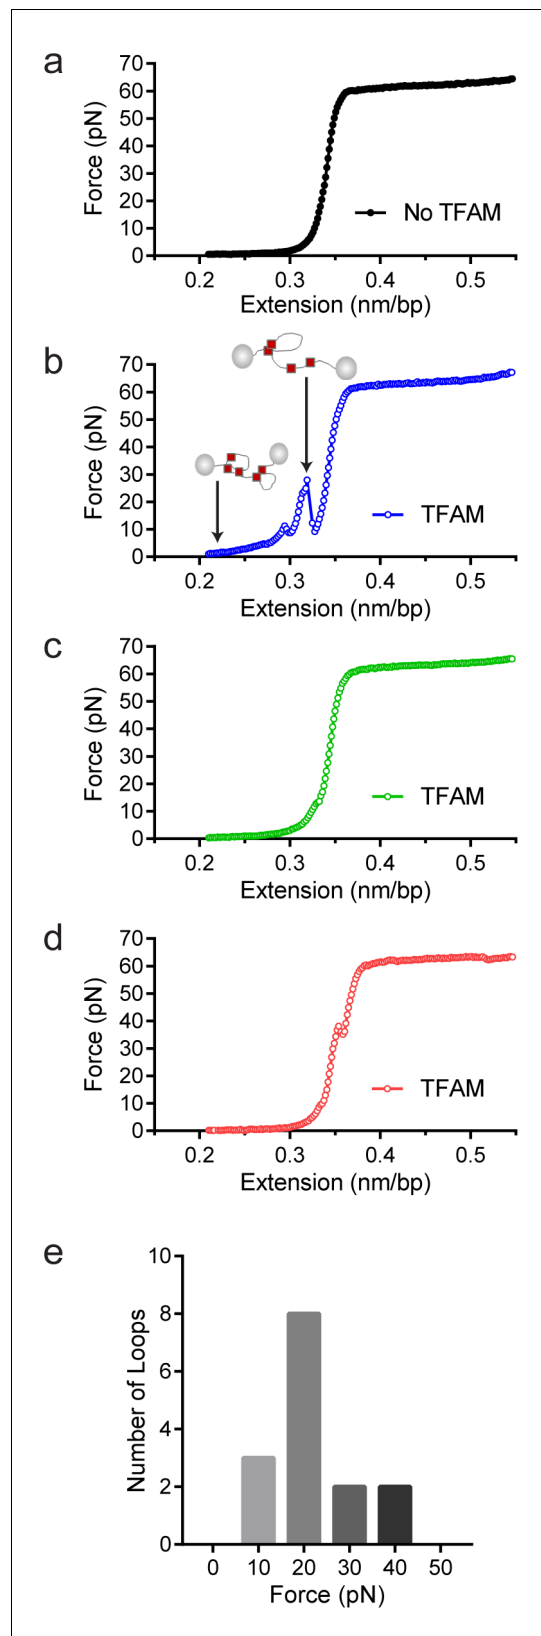 a
70
60
50
40
30
20
10
0
Force (pN)
No TFAM
0.2 0.3 0.4 0.5
Extension (nm/bp)
b
70
60
50
40
30
20
10
0
Force (pN)
TFAM
0.2 0.3 0.4 0.5
Extension (nm/bp)
c
70
60
50
40
30
20
10
0
Force (pN)
TFAM
0.2 0.3 0.4 0.5
Extension (nm/bp)
d
70
60
50
40
30
20
10
0
Force (pN)
TFAM
0.2 0.3 0.4 0.5
Extension (nm/bp)
e
10
8
6
4
2
0
Number of Loops
0 10 20 30 40 50
Force (pN)